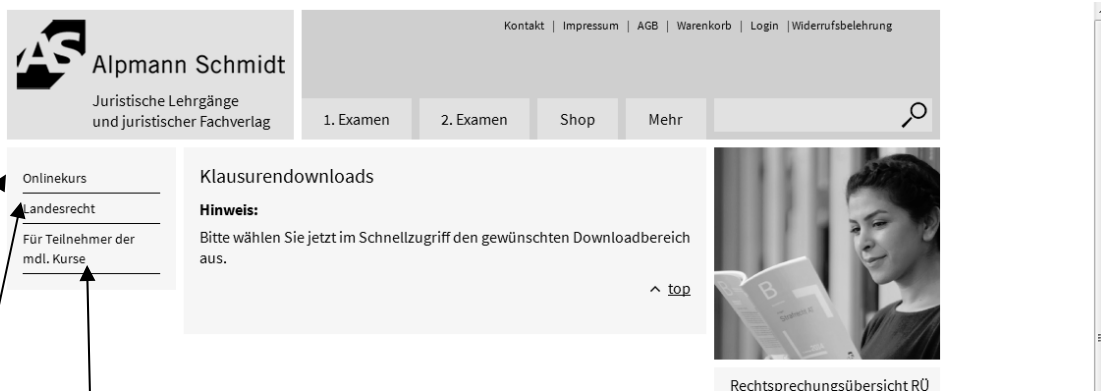 Kontakt | Impressum | AGB | Warenkorb | Login |Widerrufsbelehrung
AS
Alpmann Schmidt
Juristische Lehrgänge
und juristischer Fachverlag
1. Examen
2. Examen
Shop
Mehr
Onlinekurs
Landesrecht
Für Teilnehmer der
mdl. Kurse
Klausurendownloads
Hinweis:
Bitte wählen Sie jetzt im Schnellzugriff den gewünschten Downloadbereich
aus.
top
B
Rechtsprechungsübersicht RÜ